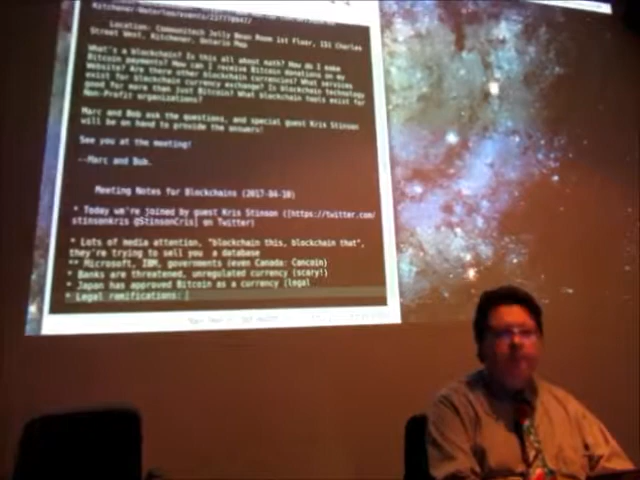 Location: Communitech Jelly Bean Room 1st Floor, 151 Charles
Street West, Kitchener, Ontario Map
What's a blockchain? Is this all about math? How do I make
Bitcoin payments? How can I receive Bitcoin donations on my
website? Are there other blockchain currencies? What services
exist for blockchain currency exchange? Is blockchain technology
good for more than just Bitcoin? What blockchain tools exist for
Non-Profit organizations?
Marc and Bob ask the questions, and special guest Kris Stinson
will be on hand to provide the answers!
See you at the meeting!
--Marc and Bob.
Meeting Notes for Blockchains (2017-04-10)
* Today we're joined by guest Kris Stinson ([https://twitter.com/
stinsonkris @StinsonCris] on Twitter)
* Lots of media attention, "blockchain this, blockchain that",
they're trying to sell you a database
** Microsoft, IBM, governments (even Canada: Cancoin)
* Banks are threatened, unregulated currency (scary!)
* Japan has approved Bitcoin as a currency (legal
* Legal remifications: